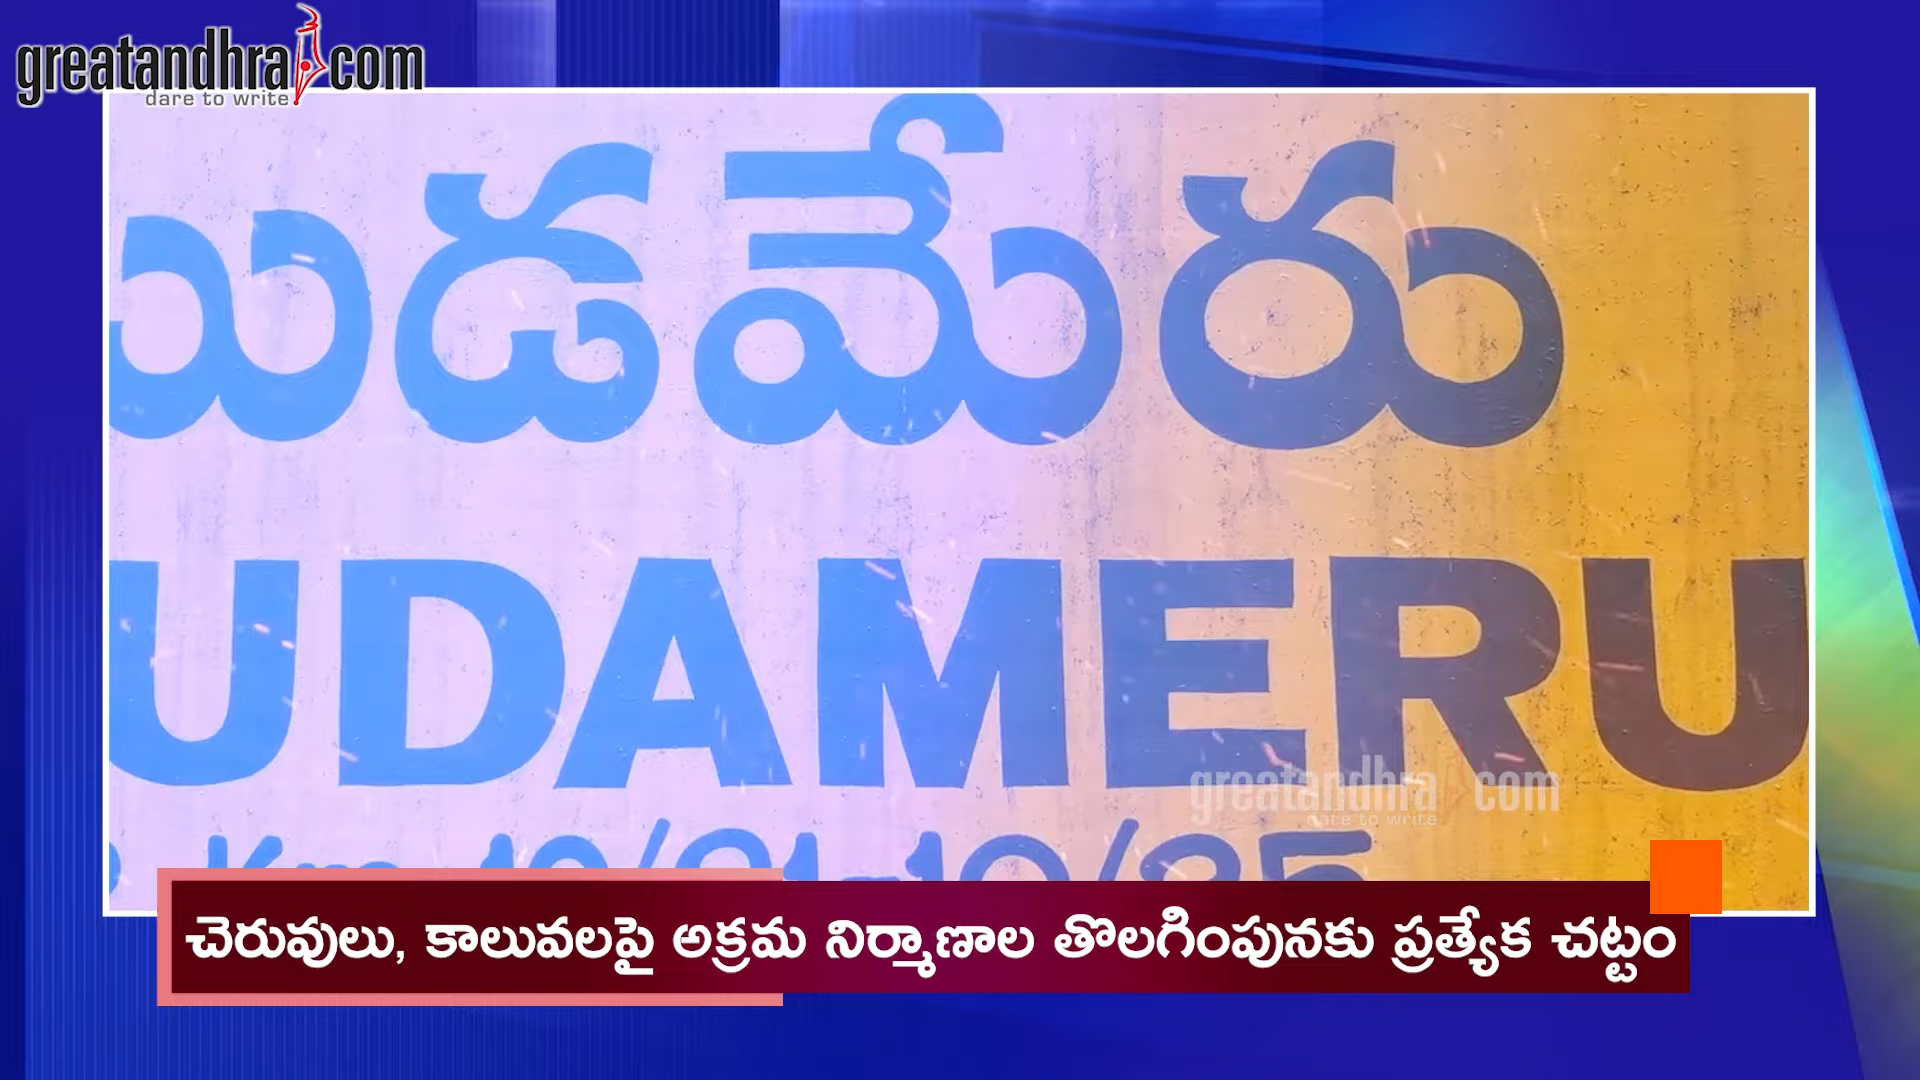 greatandhra.com
dare to write
ుడమేరు
UDAMERU
greatandhra.com
dare to write
చెరువులు, కాలువలపై అక్రమ నిర్మాణాల తొలగింపునకు ప్రత్యేక చట్టం